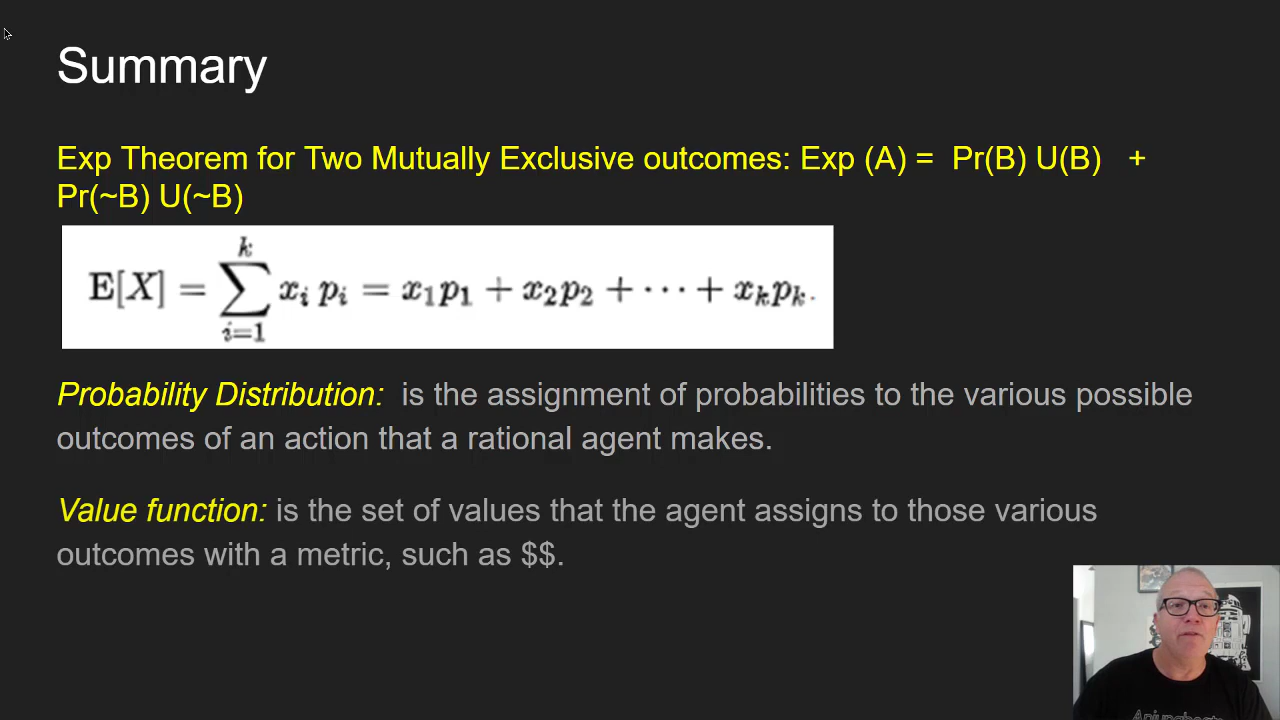 Summary
Exp Theorem for Two Mutually Exclusive outcomes: Exp (A) = Pr(B) U(B) +
Pr(~B) U(~B)
E[X] = ∑_{i=1}^{k} x_i p_i = x_1p_1 + x_2p_2 + ⋯ + x_kp_k.
Probability Distribution: is the assignment of probabilities to the various possible
outcomes of an action that a rational agent makes.
Value function: is the set of values that the agent assigns to those various
outcomes with a metric, such as $$.